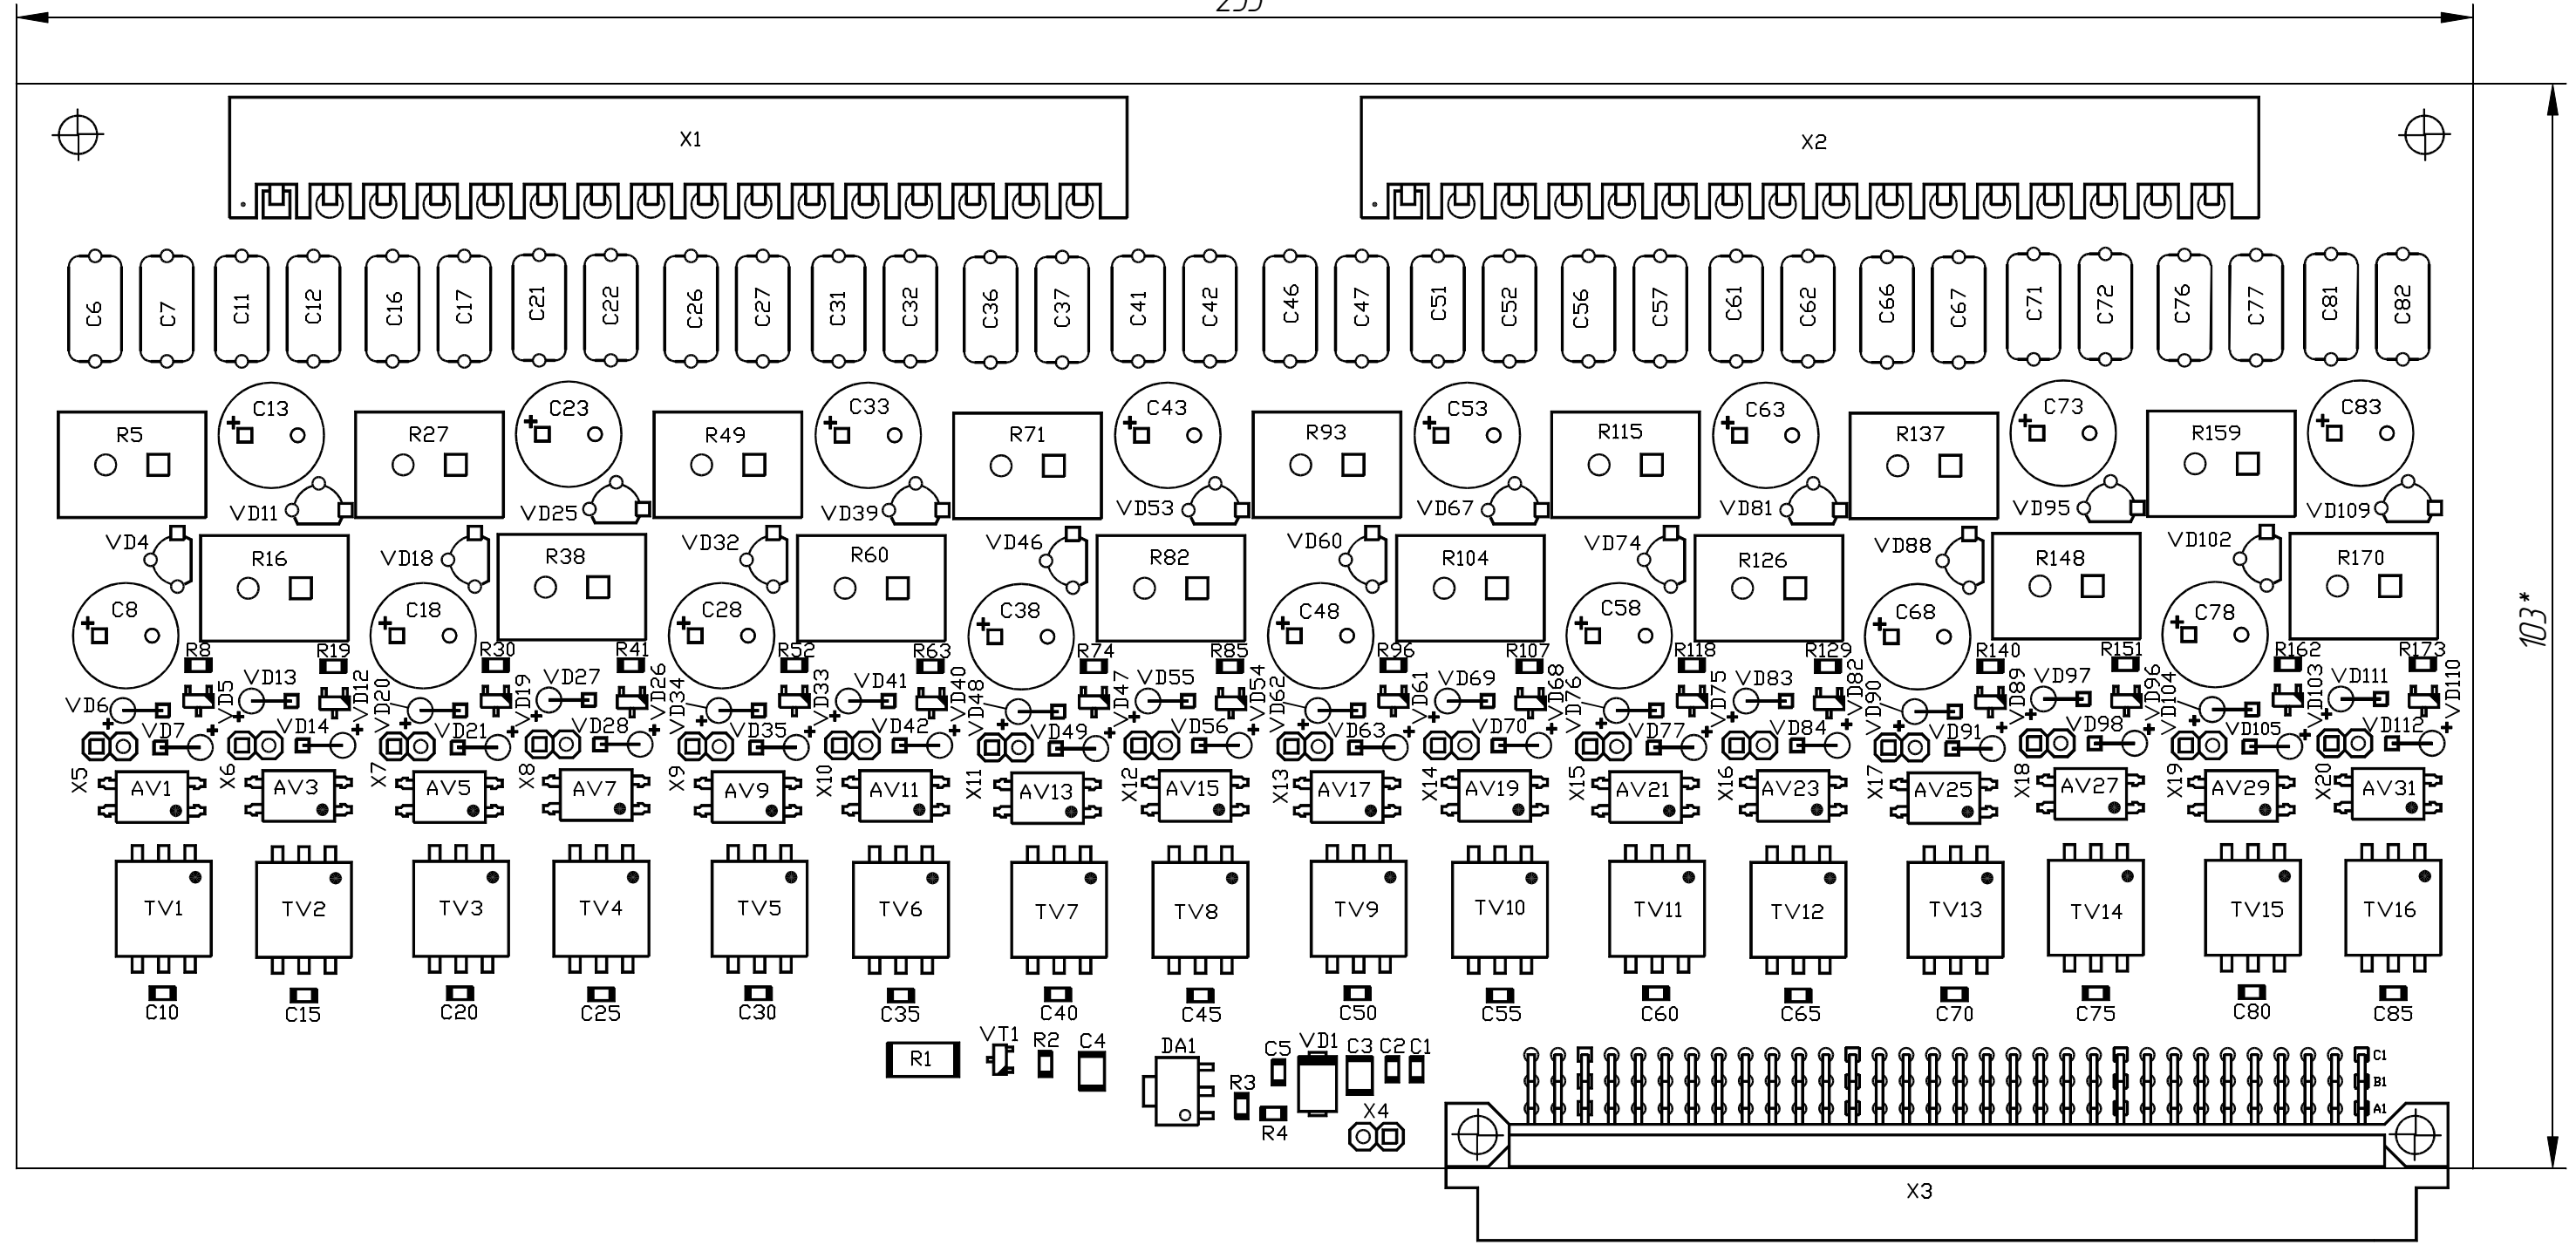 X1 X2
C6 C7 C11 C12 C16 C17 C21 C22 C26 C27 C31 C32 C36 C37 C41 C42 C46 C47 C51 C52 C56 C57 C61 C62 C66 C67 C71 C72 C76 C77 C81 C82
C13 C23 C33 C43 C53 C63 C73 C83
R5 R27 R49 R71 R93 R115 R137 R159
VD11 VD25 VD39 VD53 VD67 VD81 VD95 VD109
VD4 VD18 VD32 VD46 VD60 VD74 VD88 VD102
R16 R38 R60 R82 R104 R126 R148 R170
C8 C18 C28 C38 C48 C58 C68 C78
103*
R8 R19 R30 R41 R52 R63 R74 R85 R96 R107 R118 R129 R140 R151 R162 R173
VD13 VD27 VD41 VD55 VD69 VD83 VD97 VD111
VD6 VD5 VD12 VD20 VD19 VD26 VD34 VD33 VD40 VD48 VD47 VD54 VD62 VD61 VD68 VD76 VD75 VD82 VD90 VD89 VD96 VD104 VD103 VD110
VD7 VD14 VD21 VD28 VD35 VD42 VD49 VD56 VD63 VD70 VD77 VD84 VD91 VD98 VD105 VD112
X5 X6 X7 X8 X9 X10 X11 X12 X13 X14 X15 X16 X17 X18 X19 X20
AV1 AV3 AV5 AV7 AV9 AV11 AV13 AV15 AV17 AV19 AV21 AV23 AV25 AV27 AV29 AV31
TV1 TV2 TV3 TV4 TV5 TV6 TV7 TV8 TV9 TV10 TV11 TV12 TV13 TV14 TV15 TV16
C10 C15 C20 C25 C30 C35 C40 C45 C50 C55 C60 C65 C70 C75 C80 C85
R1 VT1 R2 C4 DA1 C5 VD1 C3 C2 C1
C1
B1
A1
R3 R4 X4
X3